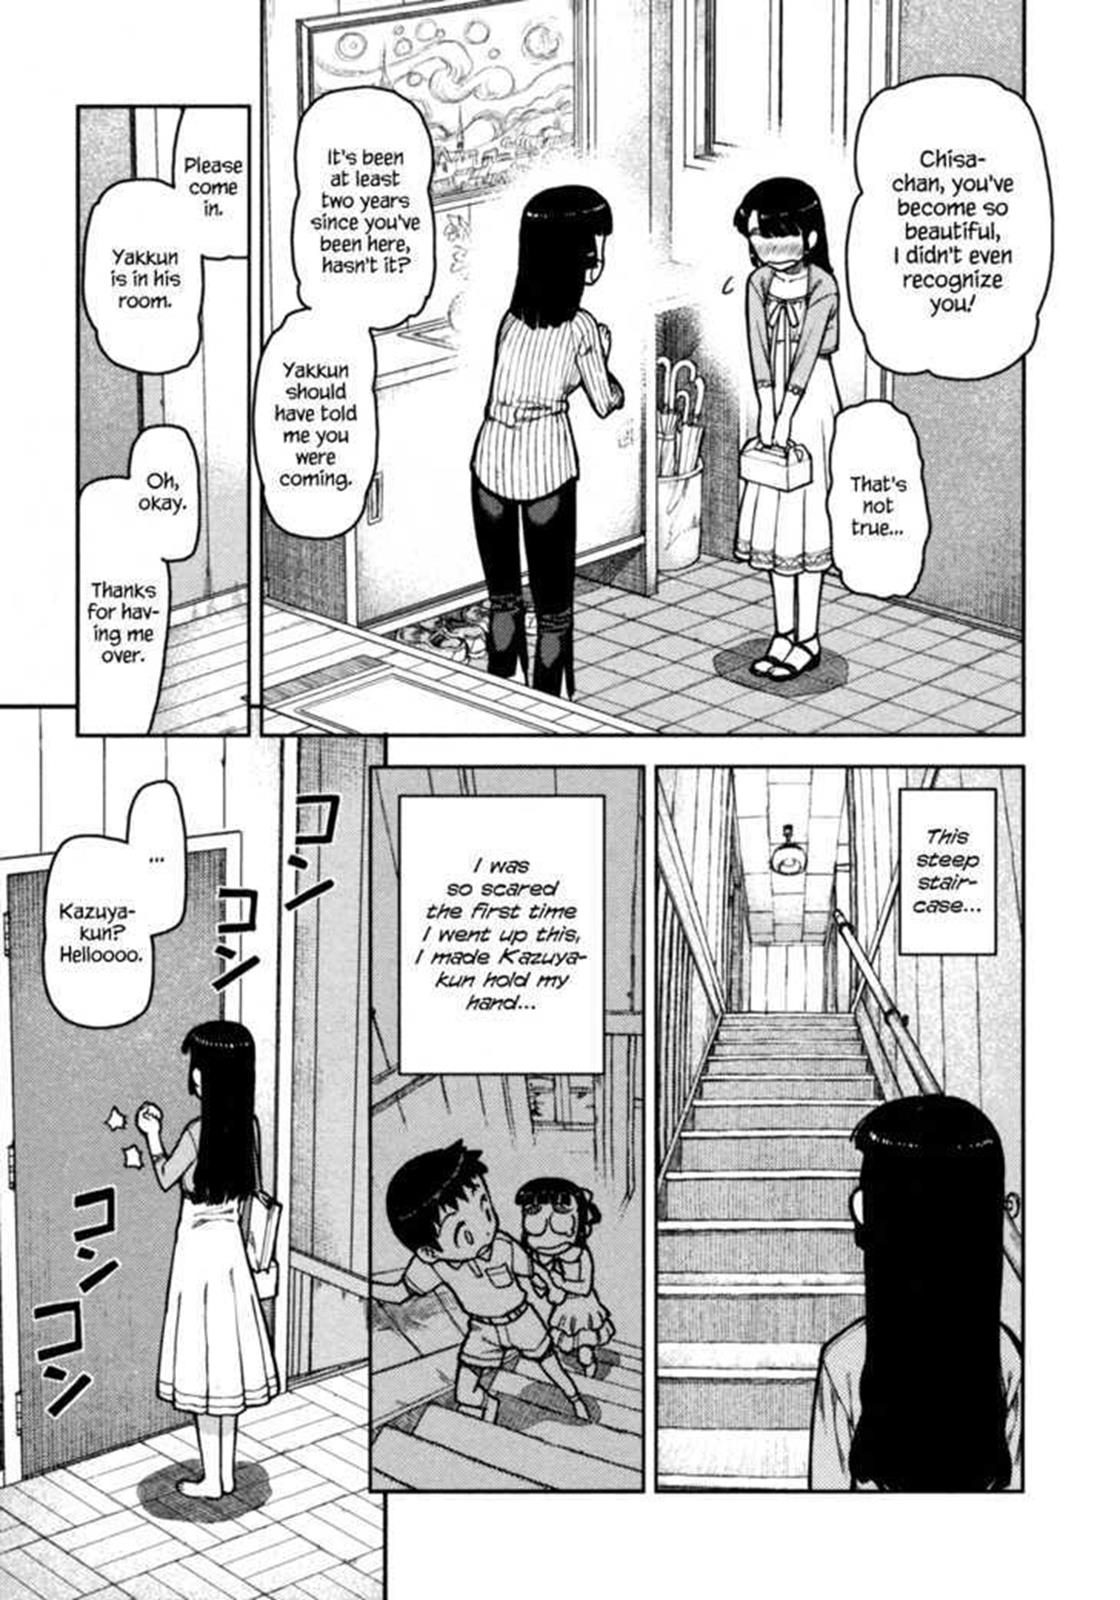 Chisa-
chan, you've
become so
beautiful,
I didn't even
recognize
you!
That's
not
true...
It's been
at least
two years
since you've
been here,
hasn't it?
Yakkun
should
have told
me you
were
coming.
Please
come
in.
Yakkun
is in his
room.
Oh,
okay.
Thanks
for hav-
ing me
over.
This
steep
stair-
case...
I was
so scared
the first time
I went up this,
I made Kazuya-
kun hold my
hand...
コン
コン
...
Kazuya-
kun?
Helloooo.
コン
コン